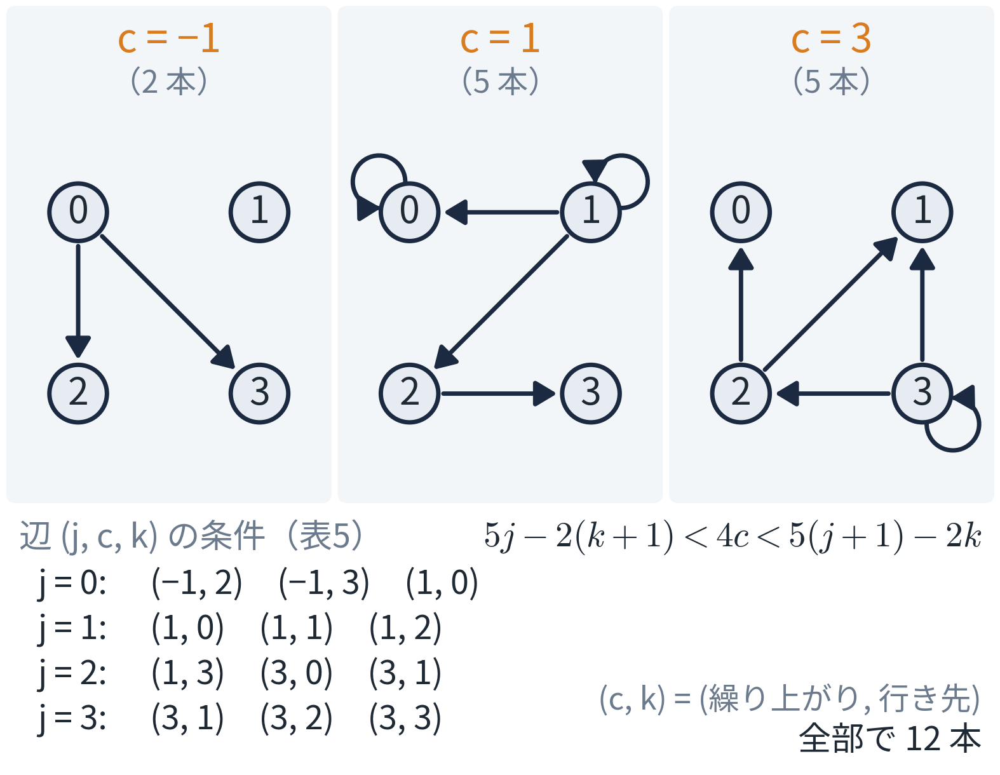 c = −1
（2 本）
0
1
2
3
c = 1
（5 本）
0
1
2
3
c = 3
（5 本）
0
1
2
3
辺 (j, c, k) の条件（表5） 5j − 2(k + 1) < 4c < 5(j + 1) − 2k
j = 0: (−1, 2) (−1, 3) (1, 0)
j = 1: (1, 0) (1, 1) (1, 2)
j = 2: (1, 3) (3, 0) (3, 1)
j = 3: (3, 1) (3, 2) (3, 3)
(c, k) = (繰り上がり, 行き先)
全部で 12 本